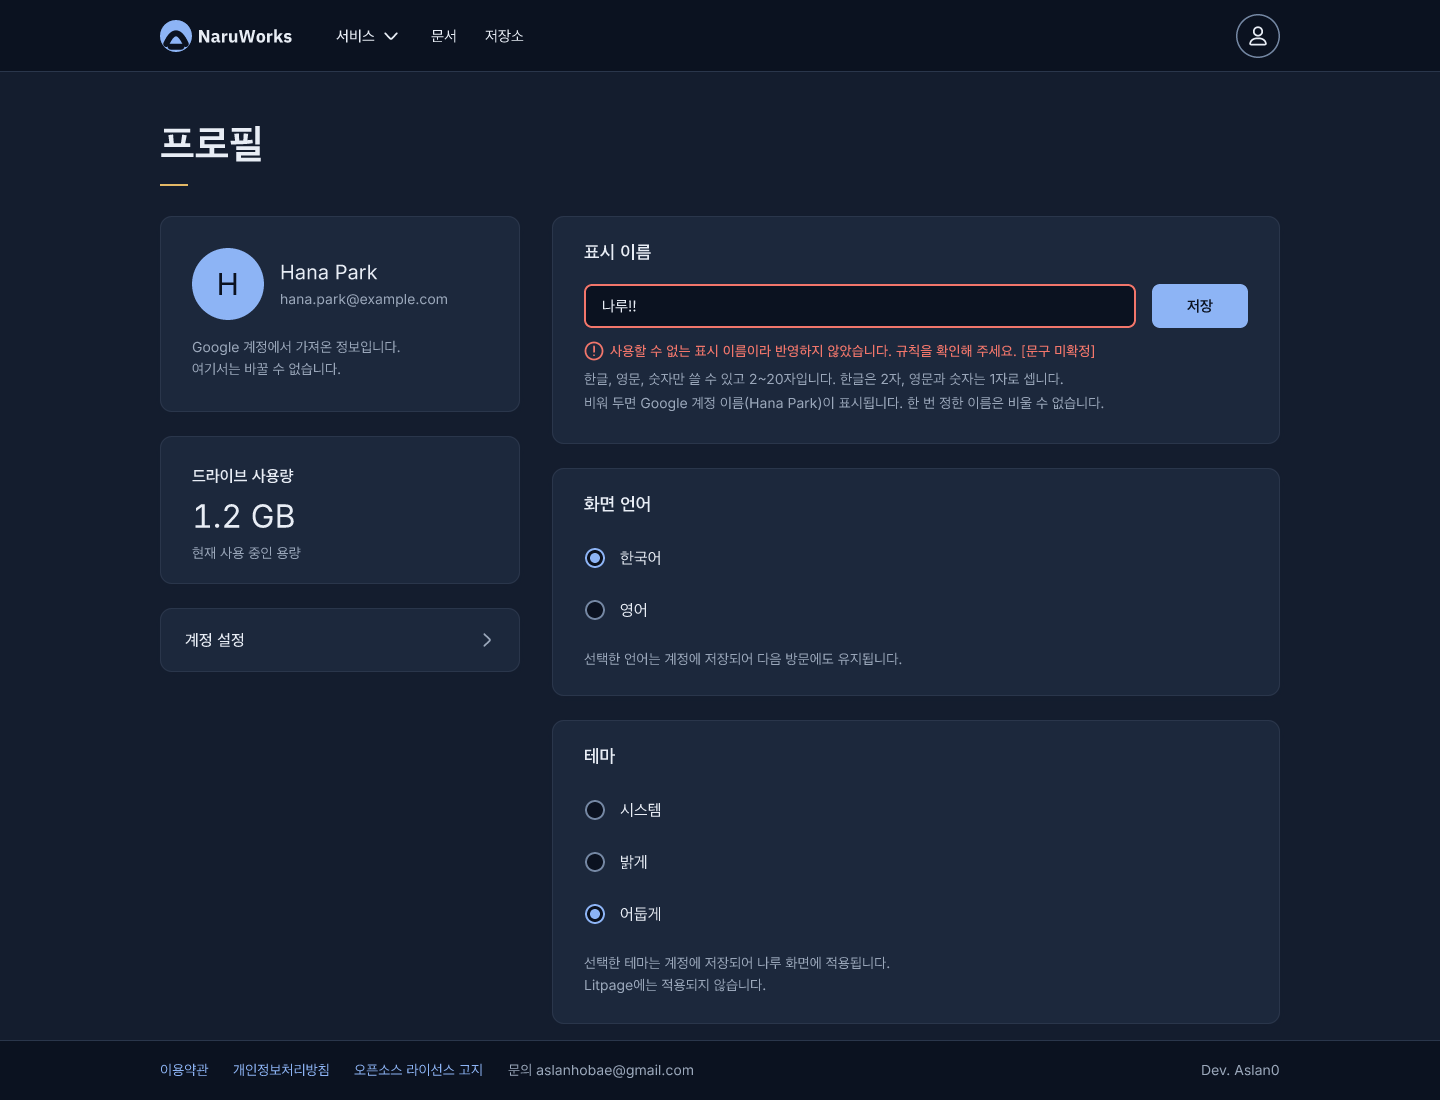 NaruWorks
서비스
문서
저장소
프로필
H
Hana Park
hana.park@example.com
Google 계정에서 가져온 정보입니다.
여기서는 바꿀 수 없습니다.
드라이브 사용량
1.2 GB
현재 사용 중인 용량
계정 설정
표시 이름
나루!!
저장
사용할 수 없는 표시 이름이라 반영하지 않았습니다. 규칙을 확인해 주세요. [문구 미확정]
한글, 영문, 숫자만 쓸 수 있고 2~20자입니다. 한글은 2자, 영문과 숫자는 1자로 셉니다.
비워 두면 Google 계정 이름(Hana Park)이 표시됩니다. 한 번 정한 이름은 비울 수 없습니다.
화면 언어
한국어
영어
선택한 언어는 계정에 저장되어 다음 방문에도 유지됩니다.
테마
시스템
밝게
어둡게
선택한 테마는 계정에 저장되어 나루 화면에 적용됩니다.
Litpage에는 적용되지 않습니다.
이용약관
개인정보처리방침
오픈소스 라이선스 고지
문의 aslanhobae@gmail.com
Dev. Aslan0